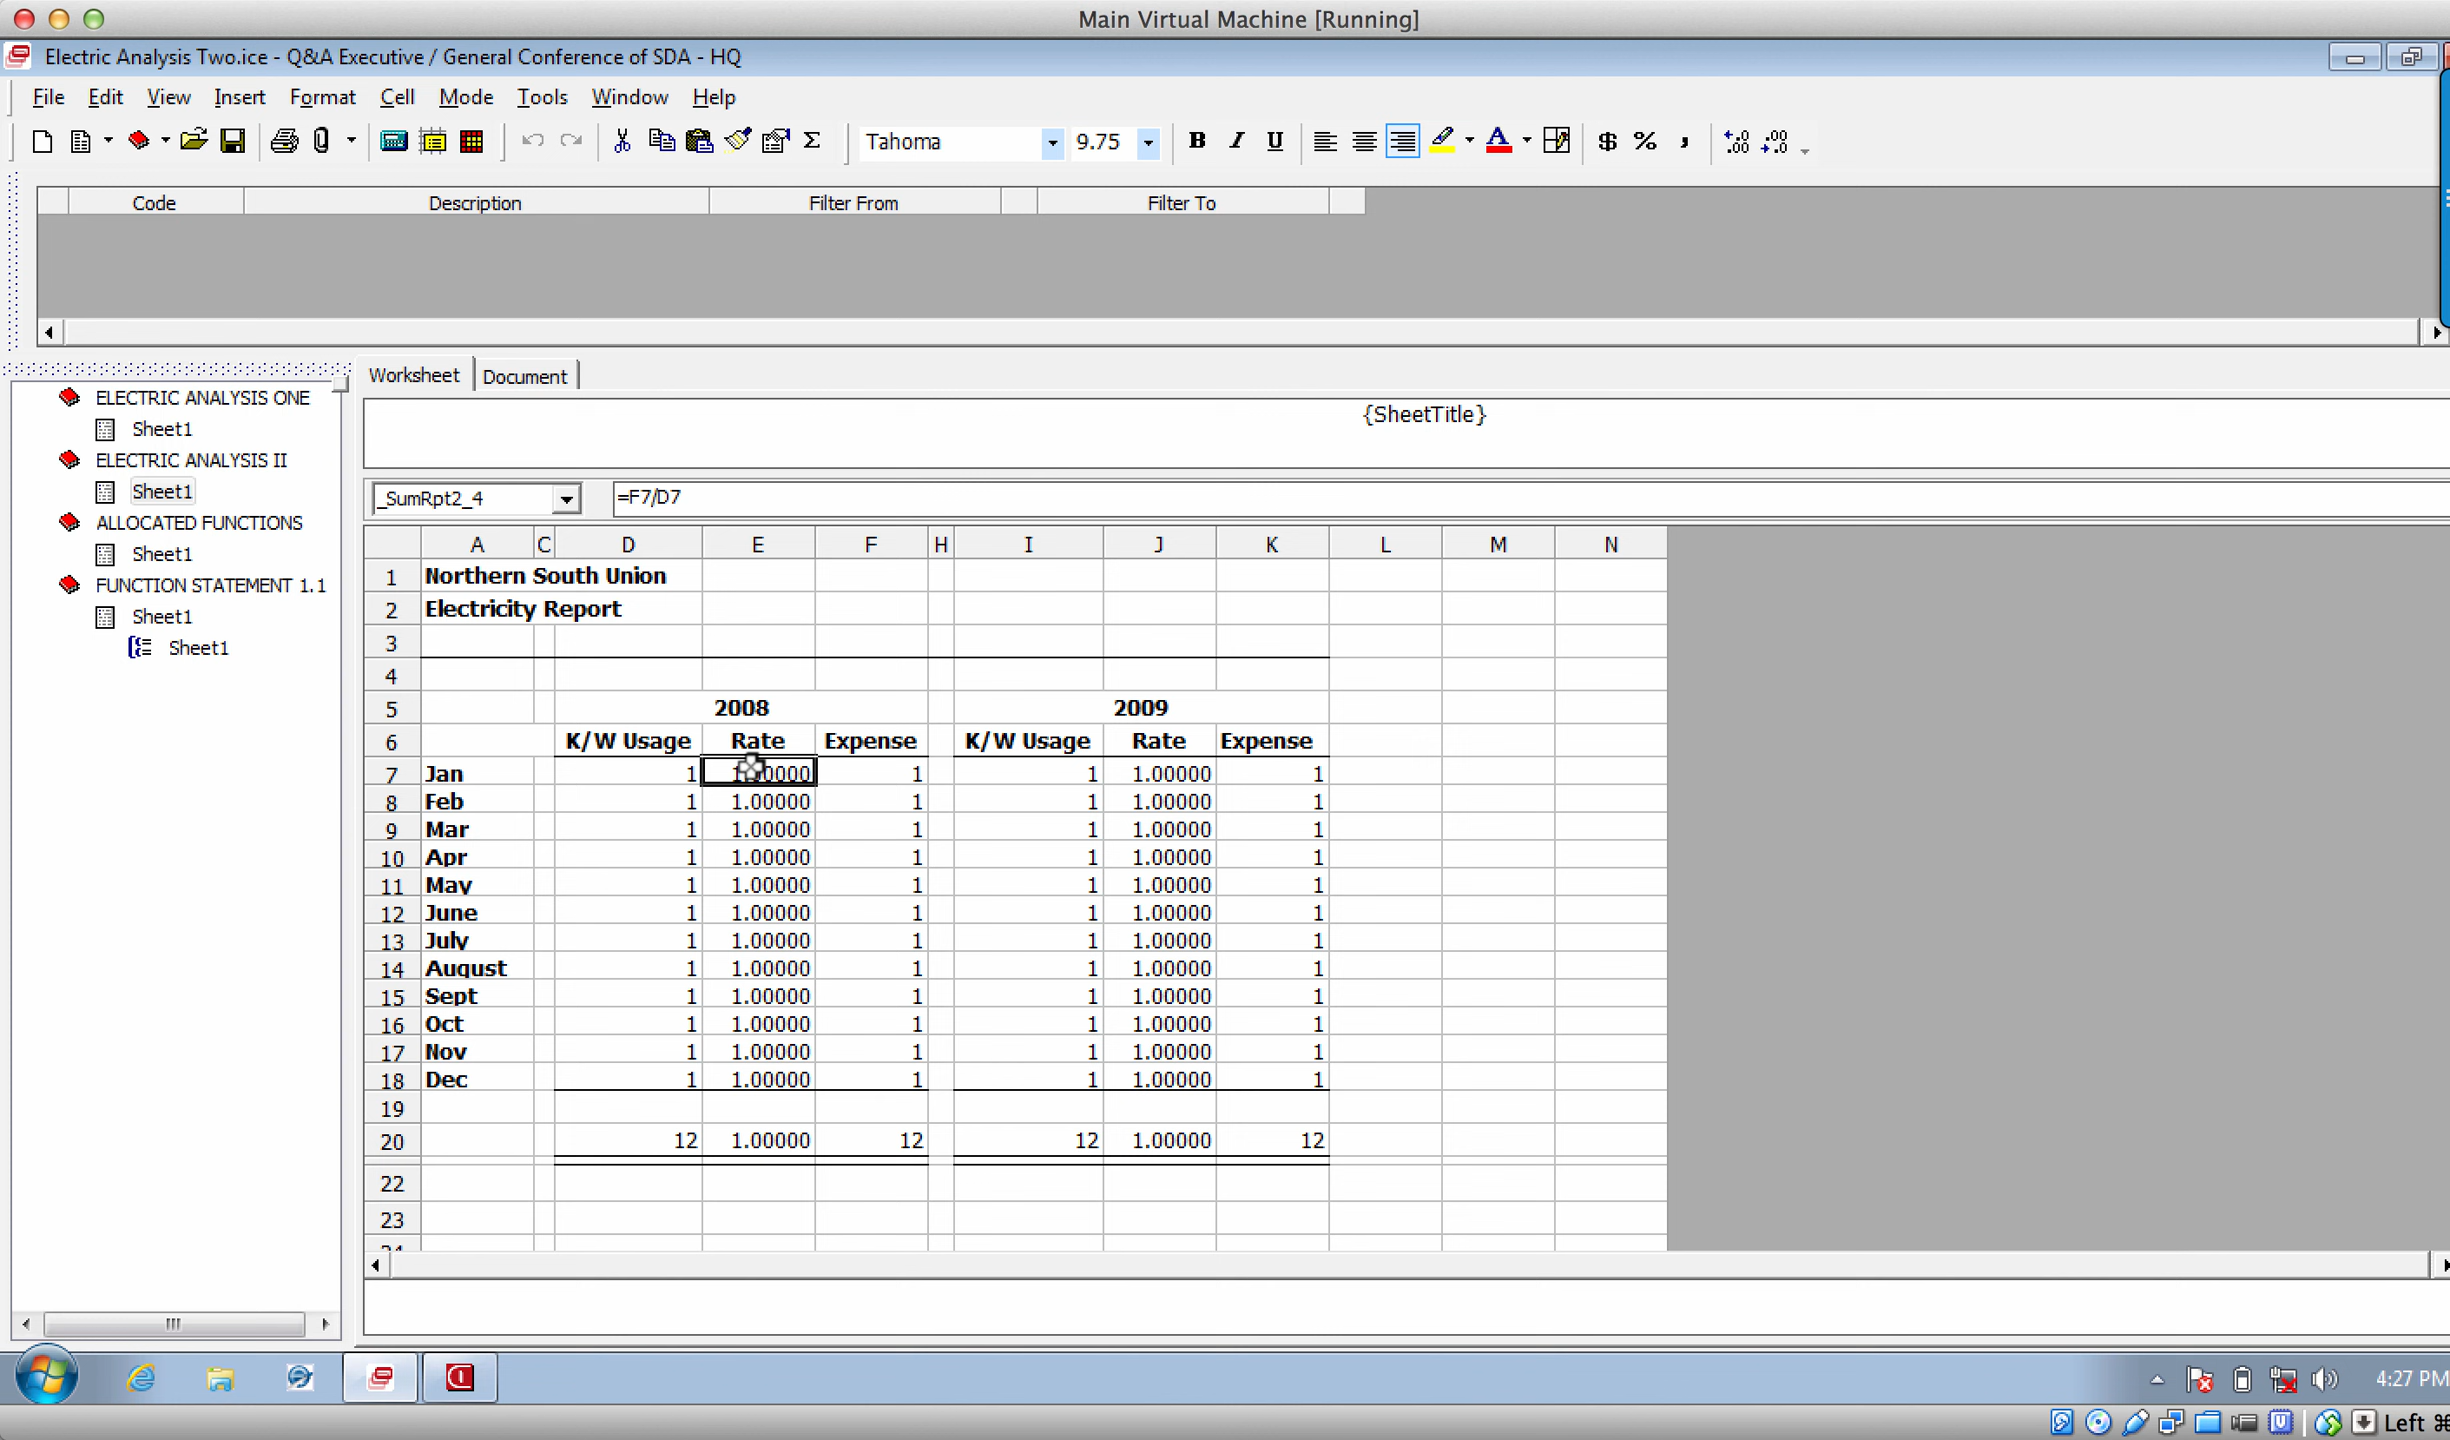 Main Virtual Machine [Running]
Electric Analysis Two.ice - Q&A Executive / General Conference of SDA - HQ
File Edit View Insert Format Cell Mode Tools Window Help
Tahoma 9.75 B I U A $ % , .00 .00
Code Description Filter From Filter To
ELECTRIC ANALYSIS ONE
Sheet1
ELECTRIC ANALYSIS II
Sheet1
ALLOCATED FUNCTIONS
Sheet1
FUNCTION STATEMENT 1.1
Sheet1
Sheet1
Worksheet Document
{SheetTitle}
_SumRpt2_4 =F7/D7
A C D E F H I J K L M N
1 Northern South Union
2 Electricity Report
3
4
5 2008 2009
6 K/W Usage Rate Expense K/W Usage Rate Expense
7 Jan 1 1.00000 1 1 1.00000 1
8 Feb 1 1.00000 1 1 1.00000 1
9 Mar 1 1.00000 1 1 1.00000 1
10 Apr 1 1.00000 1 1 1.00000 1
11 May 1 1.00000 1 1 1.00000 1
12 June 1 1.00000 1 1 1.00000 1
13 July 1 1.00000 1 1 1.00000 1
14 August 1 1.00000 1 1 1.00000 1
15 Sept 1 1.00000 1 1 1.00000 1
16 Oct 1 1.00000 1 1 1.00000 1
17 Nov 1 1.00000 1 1 1.00000 1
18 Dec 1 1.00000 1 1 1.00000 1
19
20 12 1.00000 12 12 1.00000 12
22
23
4:27 PM
Left ⌘